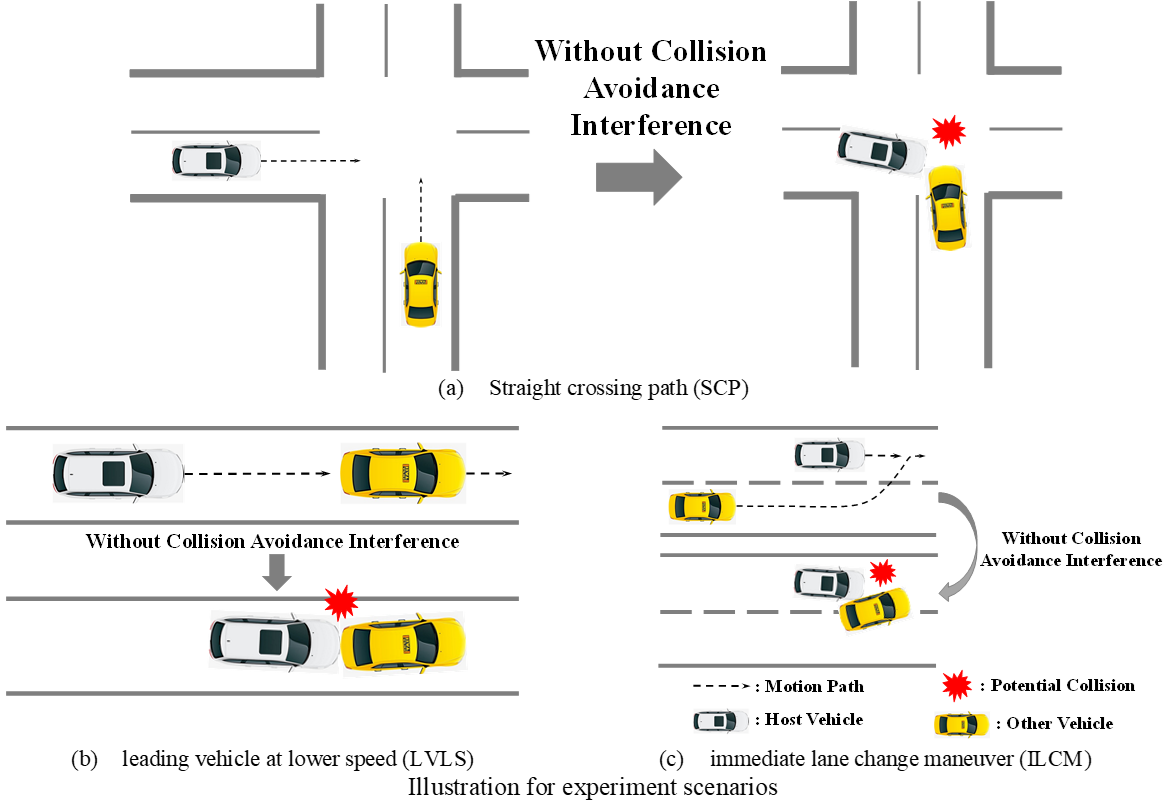 Without Collision
Avoidance
Interference
(a) Straight crossing path (SCP)
Without Collision Avoidance Interference
(b) leading vehicle at lower speed (LVLS)
Without Collision
Avoidance Interference
: Motion Path
: Potential Collision
: Host Vehicle
: Other Vehicle
(c) immediate lane change maneuver (ILCM)
Illustration for experiment scenarios